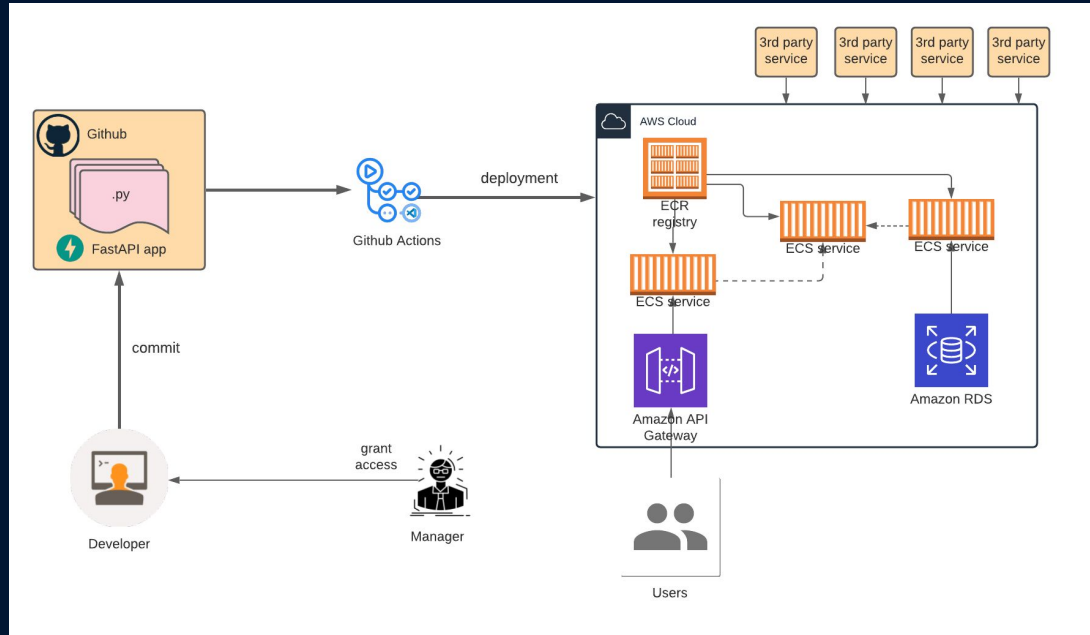 3rd party
service
3rd party
service
3rd party
service
3rd party
service
AWS Cloud
Github
.py
FastAPI app
Github Actions
deployment
ECR
registry
ECS service
ECS service
ECS service
Amazon API
Gateway
Amazon RDS
commit
grant
access
Developer
Manager
Users